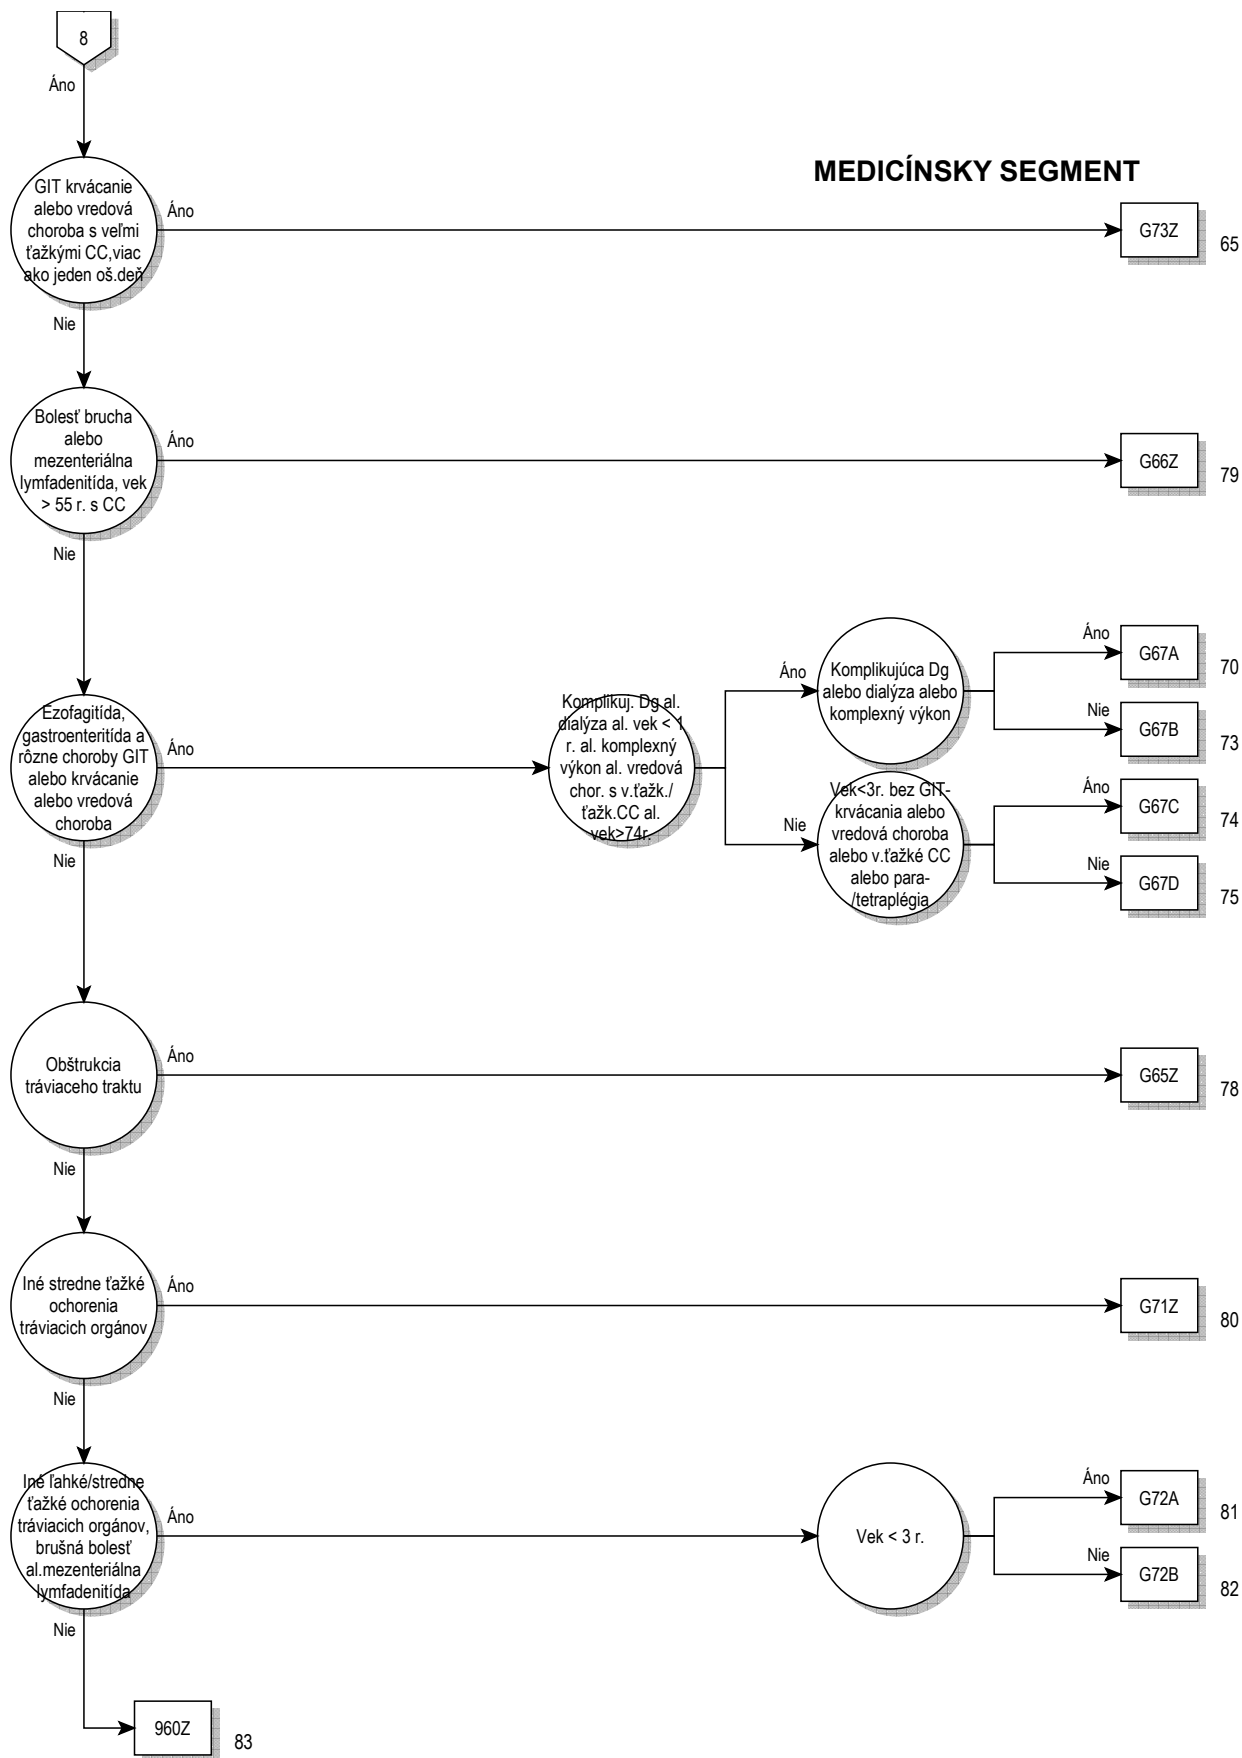 8
Áno
MEDICÍNSKY SEGMENT
GIT krvácanie
alebo vredová
choroba s veľmi
ťažkými CC,viac
ako jeden oš.deň
Áno
G73Z
65
Nie
Bolesť brucha
alebo
mezenteriálna
lymfadenitída, vek
> 55 r. s CC
Áno
G66Z
79
Nie
Ezofagitída,
gastroenteritída a
rôzne choroby GIT
alebo krvácanie
alebo vredová
choroba
Áno
Komplikuj. Dg al.
dialýza al. vek < 1
r. al. komplexný
výkon al. vredová
chor. s v.ťažk./
ťažk.CC al.
vek>74r.
Áno
Komplikujúca Dg
alebo dialýza alebo
komplexný výkon
Áno
G67A
70
Nie
G67B
73
Nie
Vek<3r. bez GIT-
krvácania alebo
vredová choroba
alebo v.ťažké CC
alebo para-
/tetraplégia
Áno
G67C
74
Nie
G67D
75
Nie
Obštrukcia
tráviaceho traktu
Áno
G65Z
78
Nie
Iné stredne ťažké
ochorenia
tráviacich orgánov
Áno
G71Z
80
Nie
Iné ľahké/stredne
ťažké ochorenia
tráviacich orgánov,
brušná bolesť
al.mezenteriálna
lymfadenitída
Áno
Vek < 3 r.
Áno
G72A
81
Nie
G72B
82
Nie
960Z
83